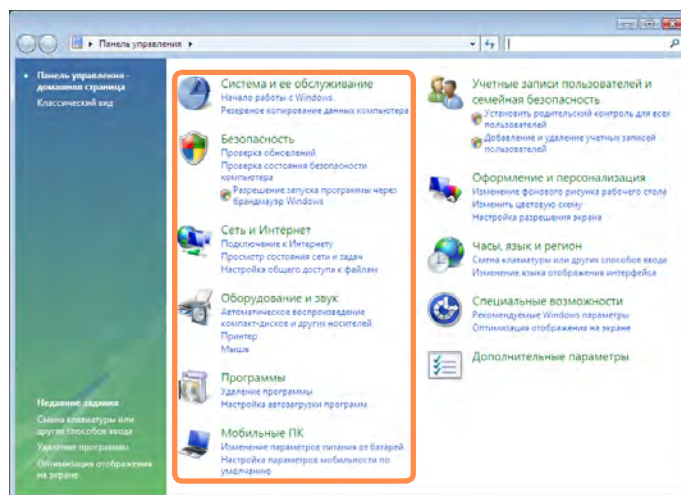 Панель управления
Панель управления -
домашняя страница
Классический вид
Система и ее обслуживание
Начало работы с Windows
Резервное копирование данных компьютера
Безопасность
Проверка обновлений
Проверка состояния безопасности
компьютера
Разрешение запуска программы через
брандмауэр Windows
Сеть и Интернет
Подключение к Интернету
Просмотр состояния сети и задач
Настройка общего доступа к файлам
Оборудование и звук
Автоматическое воспроизведение
компакт-дисков и других носителей
Принтер
Мышь
Программы
Удаление программы
Настройка автозагрузки программ
Мобильные ПК
Изменение параметров питания от батарей
Настройка параметров мобильности по
умолчанию
Учетные записи пользователей и
семейная безопасность
Установить родительский контроль для всех
пользователей
Добавление и удаление учетных записей
пользователей
Оформление и персонализация
Изменение фонового рисунка рабочего стола
Изменить цветовую схему
Настройка разрешения экрана
Часы, язык и регион
Смена клавиатуры или других способов ввода
Изменение языка отображения интерфейса
Специальные возможности
Рекомендуемые Windows параметры
Оптимизация отображения на экране
Дополнительные параметры
Недавние задания
Смена клавиатуры или
других способов ввода
Удаление программы
Оптимизация отображения
на экране